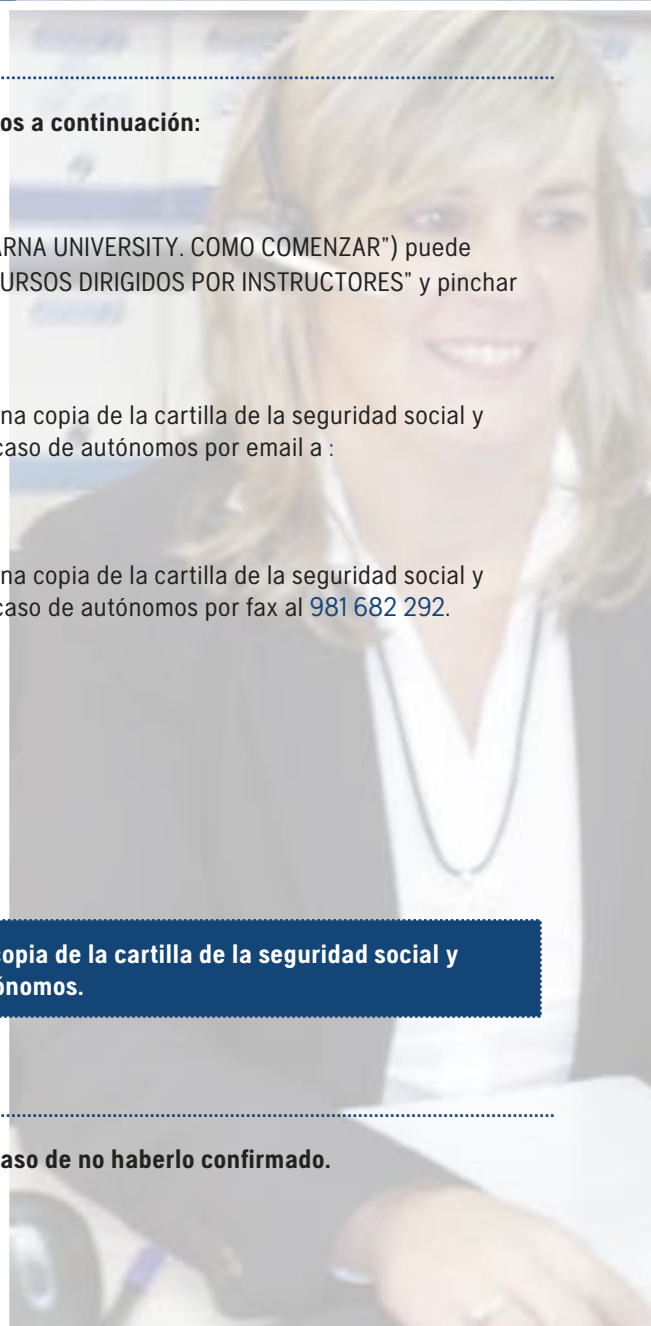 os a continuación:
ARNA UNIVERSITY. COMO COMENZAR”) puede
URSOS DIRIGIDOS POR INSTRUCTORES” y pinchar
na copia de la cartilla de la seguridad social y
caso de autónomos por email a :
na copia de la cartilla de la seguridad social y
caso de autónomos por fax al 981 682 292.
opia de la cartilla de la seguridad social y
ónomos.
aso de no haberlo confirmado.